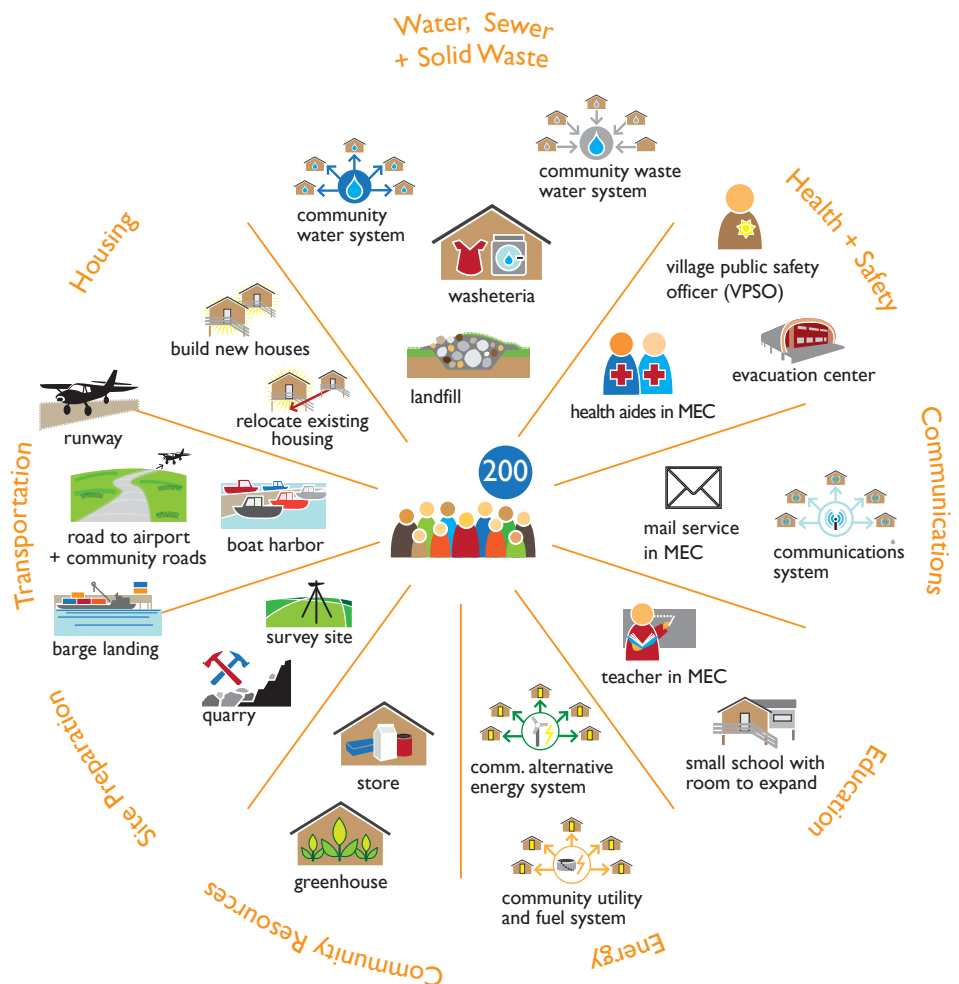 Water, Sewer
+ Solid Waste
community
water system
community waste
water system
washeteria
landfill
Health + Safety
village public safety
officer (VPSO)
health aides in MEC
evacuation center
Communications
mail service
in MEC
communications
system
Education
teacher in MEC
small school with
room to expand
Energy
comm. alternative
energy system
community utility
and fuel system
Community Resources
store
greenhouse
Site Preparation
survey site
quarry
Transportation
runway
road to airport
+ community roads
boat harbor
barge landing
Housing
build new houses
relocate existing
housing
200